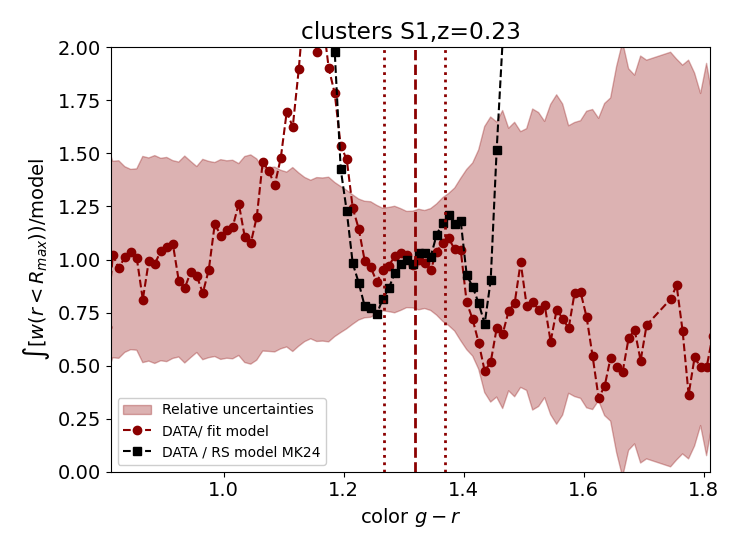 clusters S1,z=0.23
∫[w(r < R_{max}))/model
2.00
1.75
1.50
1.25
1.00
0.75
0.50
0.25
0.00
Relative uncertainties
DATA/ fit model
DATA / RS model MK24
1.0 1.2 1.4 1.6 1.8
color g − r